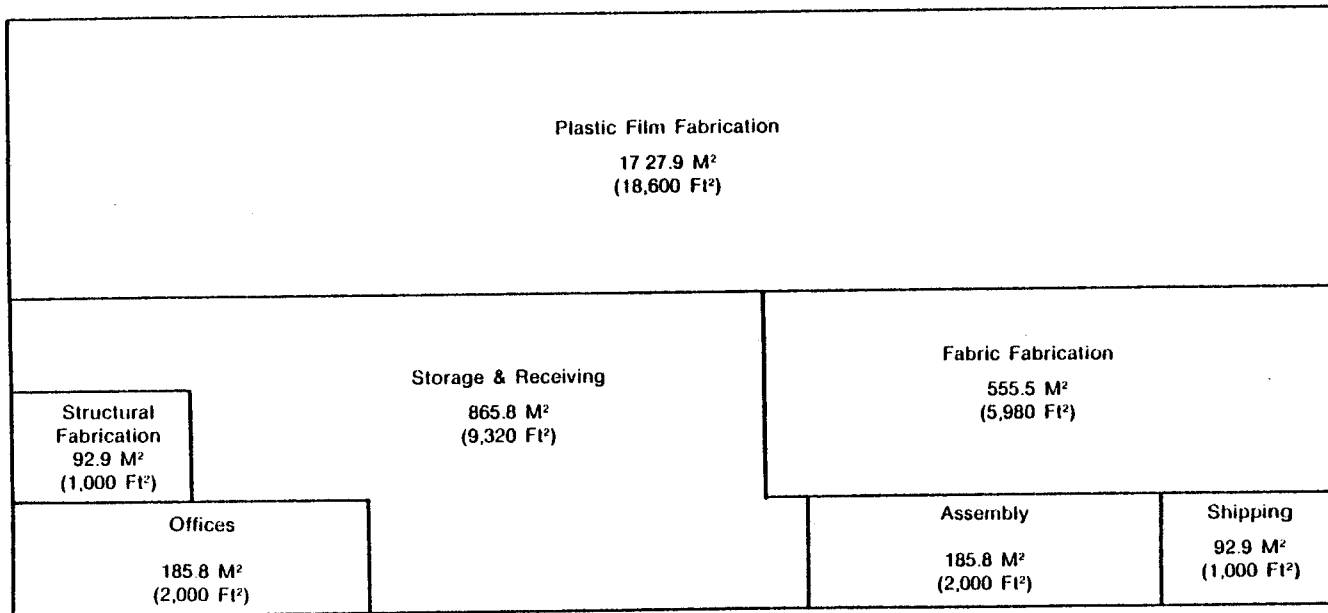 Plastic Film Fabrication
17 27.9 M²
(18,600 Ft²)
Storage & Receiving
865.8 M²
(9,320 Ft²)
Fabric Fabrication
555.5 M²
(5,980 Ft²)
Structural
Fabrication
92.9 M²
(1,000 Ft²)
Offices
185.8 M²
(2,000 Ft²)
Assembly
185.8 M²
(2,000 Ft²)
Shipping
92.9 M²
(1,000 Ft²)